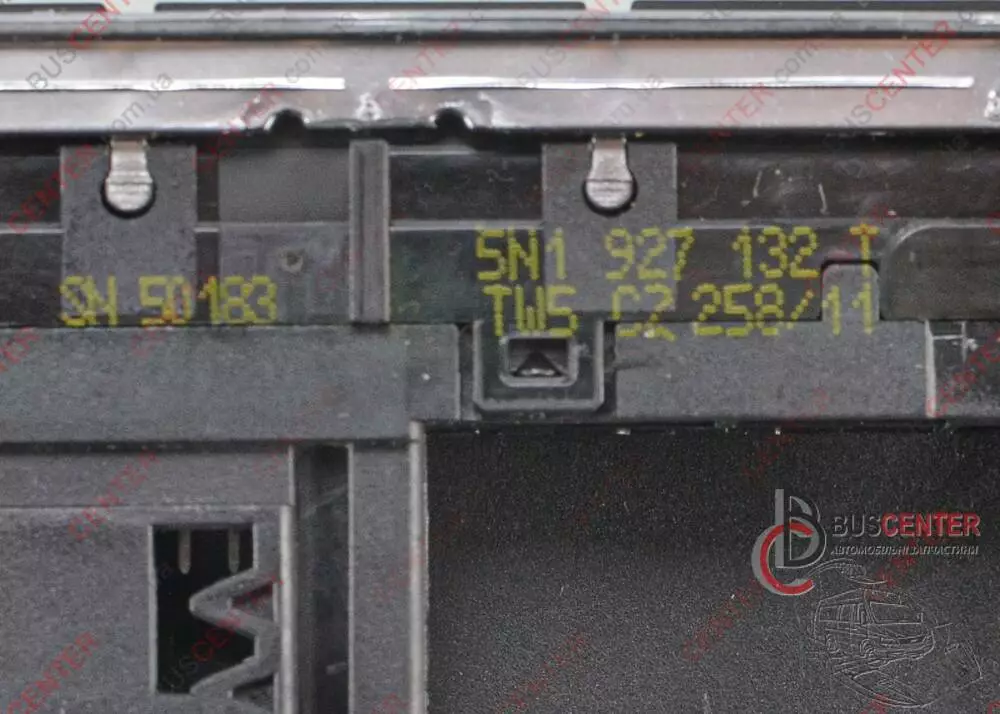 5N1 927 132 T
SN 50183
TW5 CZ 258/11
BUSCENTER
АВТОМОБІЛЬНІ ЗАПЧАСТИНИ